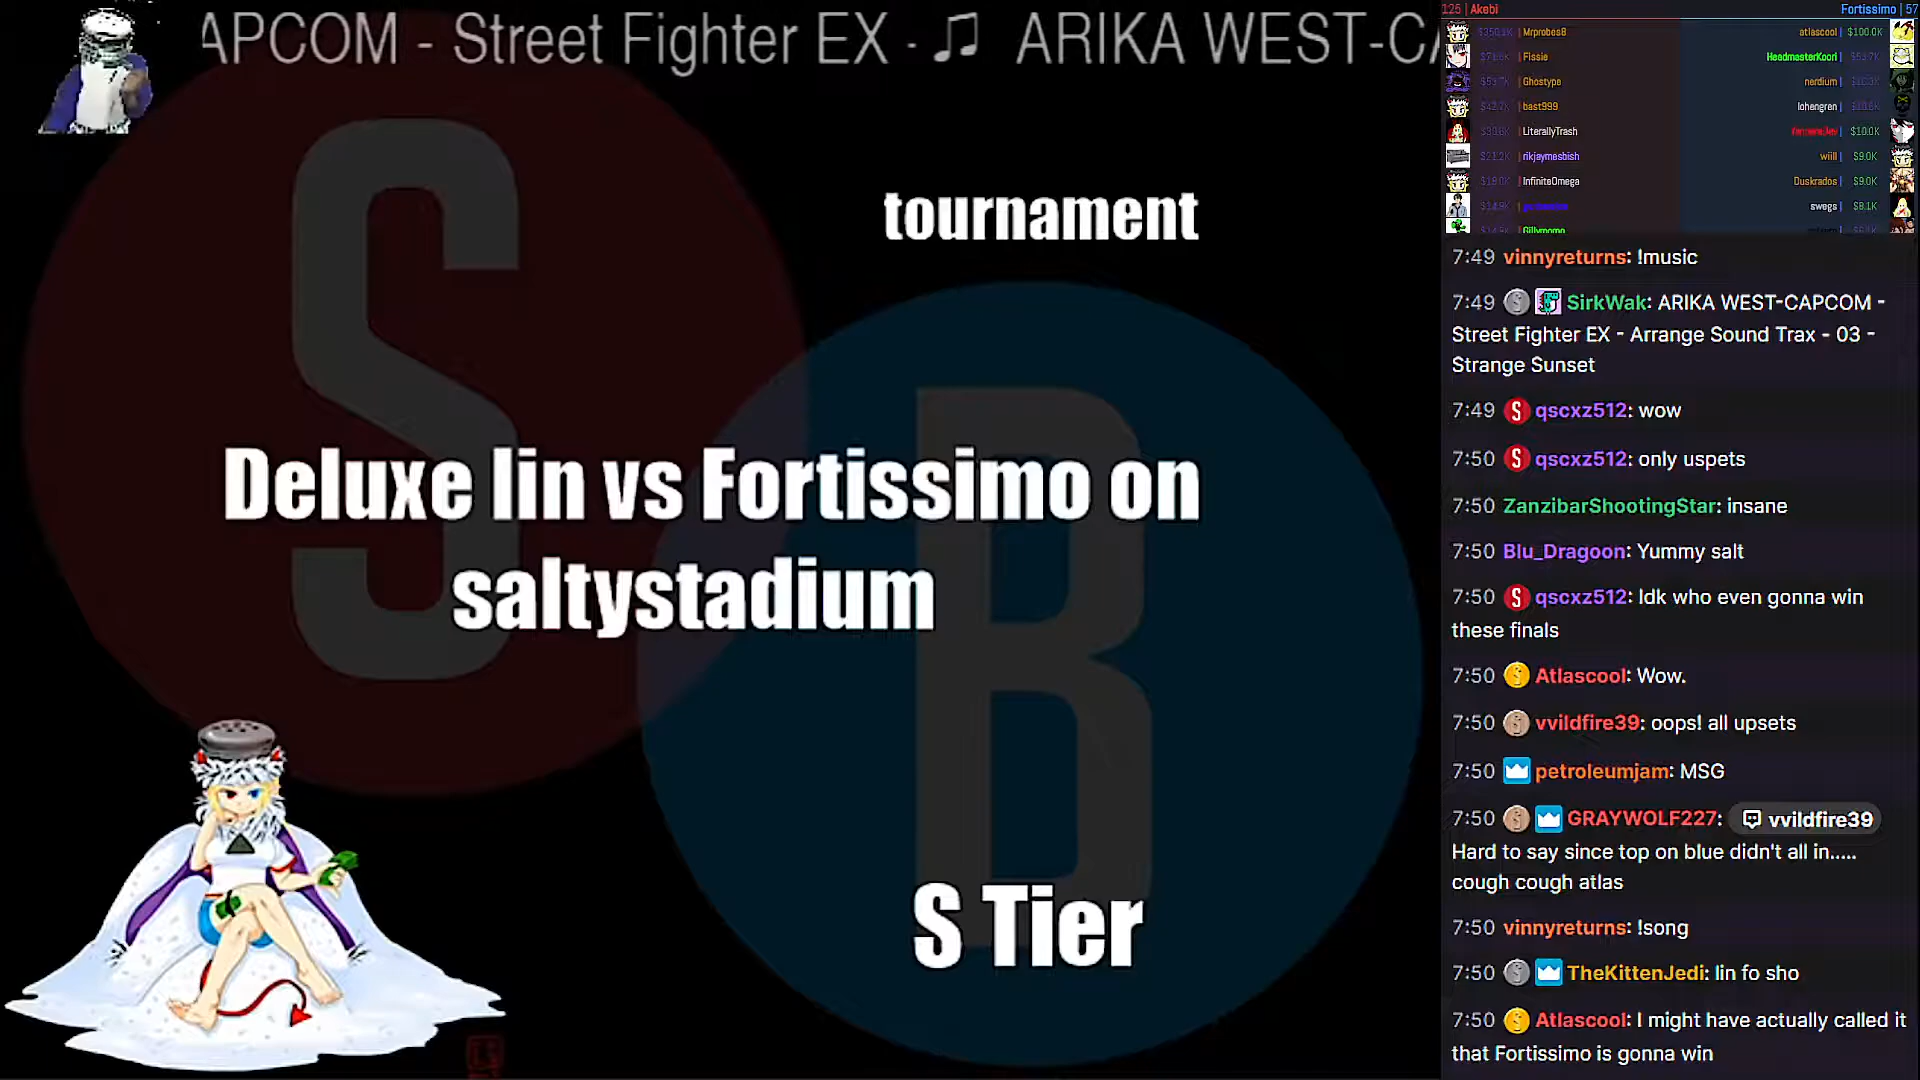 APCOM - Street Fighter EX - ♫ ARIKA WEST-CA
tournament
Deluxe lin vs Fortissimo on
saltystadium
S Tier
S
B
125 | Akebi
Fortissimo | 57
Mrprobes8
atlascool | $100.0K
Flssie
HeadmasterKoori |
Ghostype
nerdium |
bast999
lohengren |
LiterallyTrash
$10.0K
rikjaymesbish
wiill | $9.0K
InfiniteOmega
Duskrados | $9.0K
swegs | $8.1K
Gillymomo
7:49 vinnyreturns: !music
7:49 SirkWak: ARIKA WEST-CAPCOM -
Street Fighter EX - Arrange Sound Trax - 03 -
Strange Sunset
7:49 qscxz512: wow
7:50 qscxz512: only uspets
7:50 ZanzibarShootingStar: insane
7:50 Blu_Dragoon: Yummy salt
7:50 qscxz512: Idk who even gonna win
these finals
7:50 Atlascool: Wow.
7:50 vvildfire39: oops! all upsets
7:50 petroleumjam: MSG
7:50 GRAYWOLF227: vvildfire39
Hard to say since top on blue didn't all in.....
cough cough atlas
7:50 vinnyreturns: !song
7:50 TheKittenJedi: lin fo sho
7:50 Atlascool: I might have actually called it
that Fortissimo is gonna win